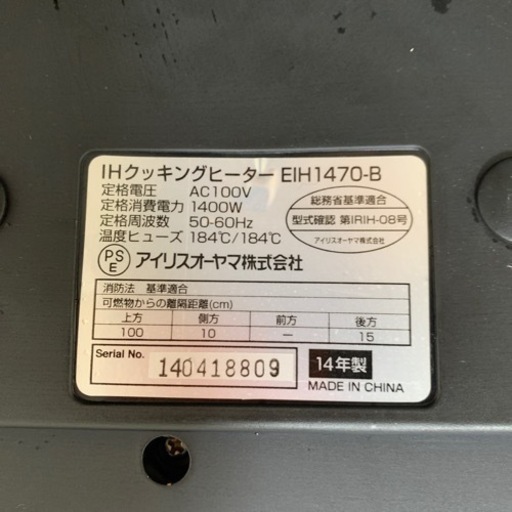 IHクッキングヒーター EIH1470-B
定格電圧 AC100V
定格消費電力 1400W
定格周波数 50-60Hz
温度ヒューズ 184℃/184℃
総務省基準適合
型式確認 第IRIH-08号
アイリスオーヤマ株式会社
PS
E
アイリスオーヤマ株式会社
消防法 基準適合
可燃物からの離隔距離(cm)
上方 側方 前方 後方
100 10 — 15
Serial No. 140418809
14年製
MADE IN CHINA